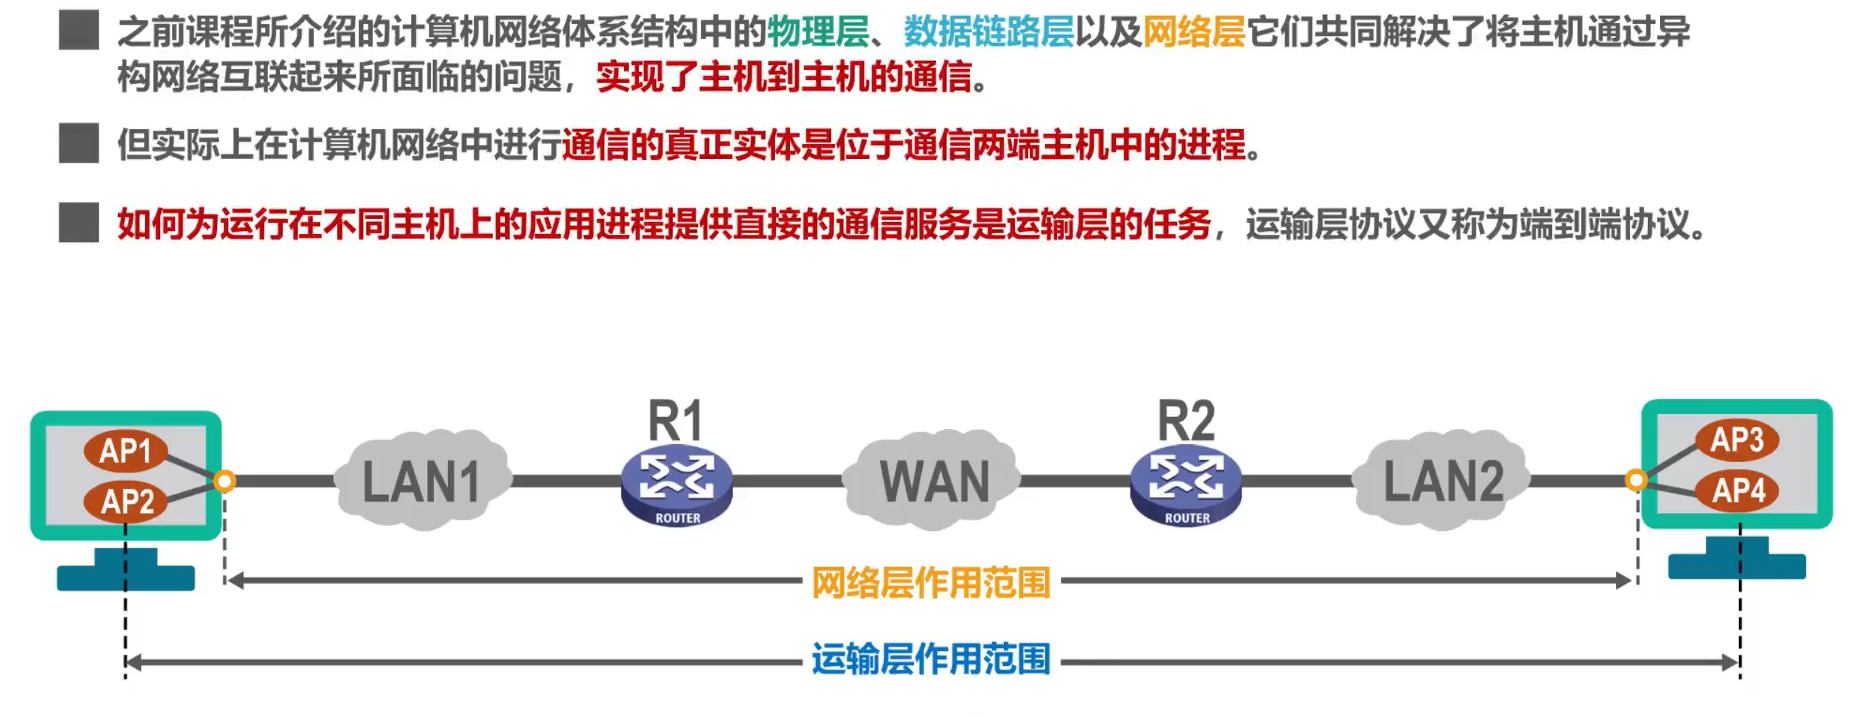 之前课程所介绍的计算机网络体系结构中的物理层、数据链路层以及网络层它们共同解决了将主机通过异
构网络互联起来所面临的问题，实现了主机到主机的通信。
但实际上在计算机网络中进行通信的真正实体是位于通信两端主机中的进程。
如何为运行在不同主机上的应用进程提供直接的通信服务是运输层的任务，运输层协议又称为端到端协议。
R1
R2
AP1
AP2
LAN1
ROUTER
WAN
ROUTER
LAN2
AP3
AP4
网络层作用范围
运输层作用范围